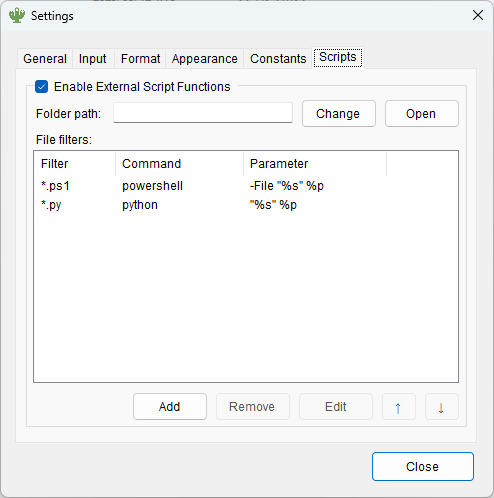 Settings
General Input Format Appearance Constants Scripts
Enable External Script Functions
Folder path: Change Open
File filters:
Filter Command Parameter
*.ps1 powershell -File "%s" %p
*.py python "%s" %p
Add Remove Edit ↑ ↓
Close